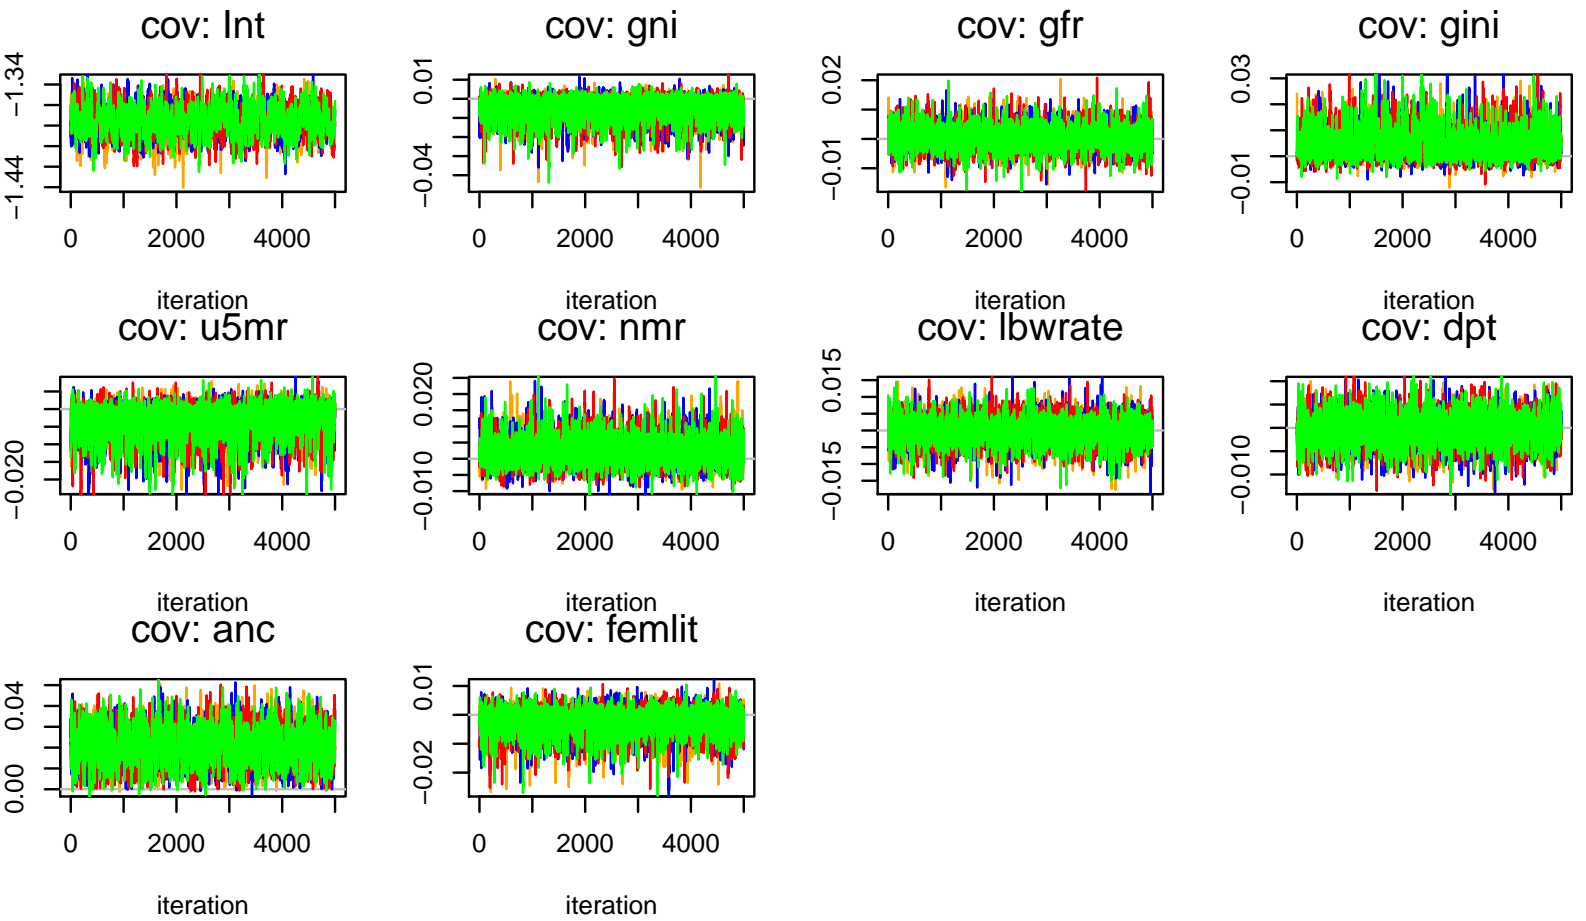 cov: Int
cov: gni
cov: gfr
cov: gini
−1.44 −1.34
−0.04 0.01
−0.01 0.02
−0.01 0.03
0 2000 4000
0 2000 4000
0 2000 4000
0 2000 4000
iteration
iteration
iteration
iteration
cov: u5mr
cov: nmr
cov: lbwrate
cov: dpt
−0.020
−0.010 0.020
−0.015 0.015
−0.010
0 2000 4000
0 2000 4000
0 2000 4000
0 2000 4000
iteration
iteration
iteration
iteration
cov: anc
cov: femlit
0.00 0.04
−0.02 0.01
0 2000 4000
0 2000 4000
iteration
iteration